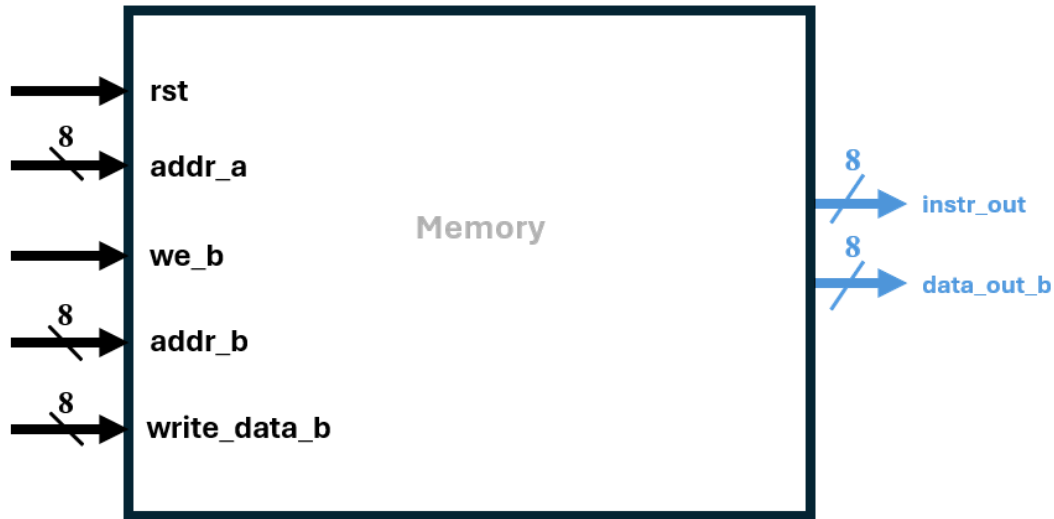 rst
8
addr_a
we_b
8
addr_b
8
write_data_b
Memory
8
instr_out
8
data_out_b